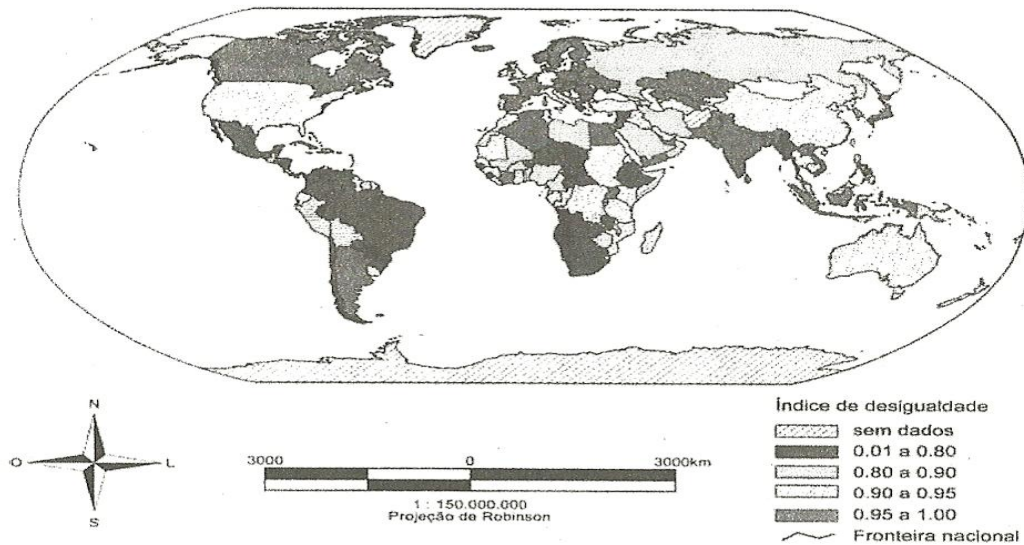 N
O
L
S
3000
0
3000km
1 : 150.000.000
Projeção de Robinson
Índice de desigualdade
sem dados
0.01 a 0.80
0.80 a 0.90
0.90 a 0.95
0.95 a 1.00
Fronteira nacional